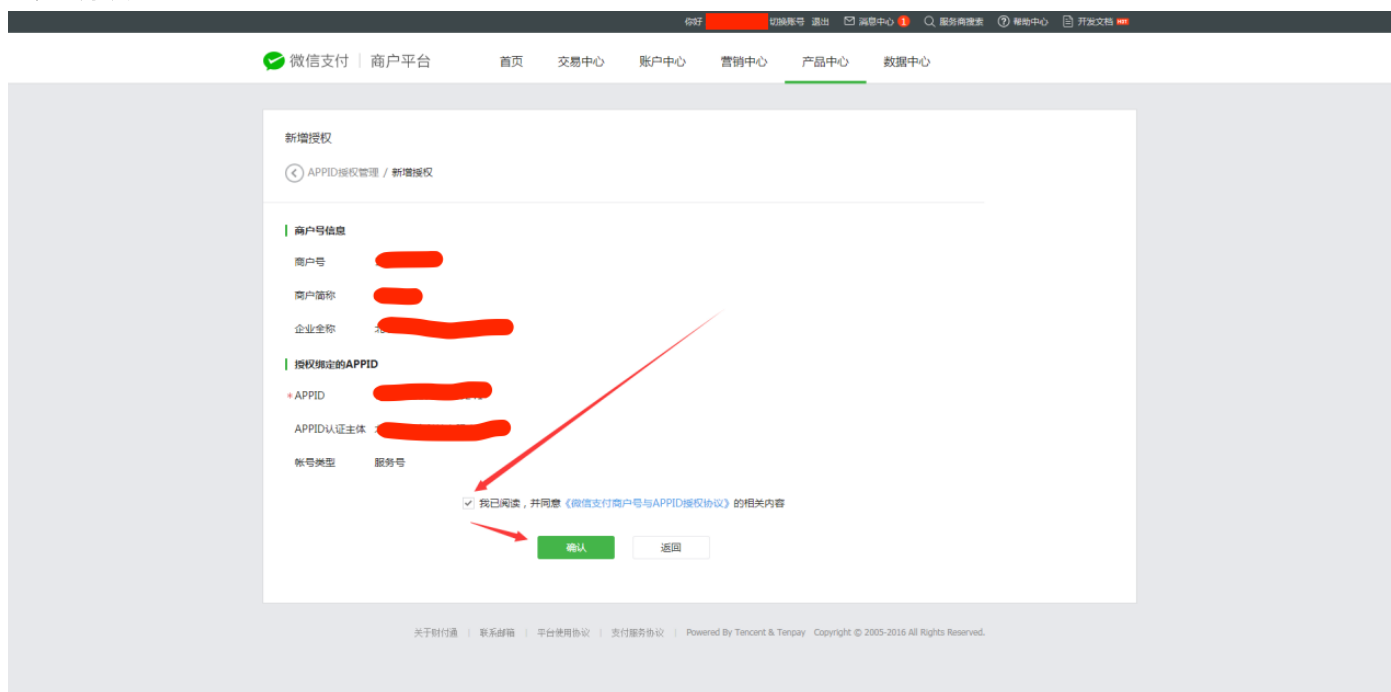 你好 切换账号 退出 消息中心 1 服务商搜索 帮助中心 开发文档 HOT
微信支付 商户平台 首页 交易中心 账户中心 营销中心 产品中心 数据中心
新增授权
APPID授权管理 / 新增授权
商户号信息
商户号
商户简称
企业全称
授权绑定的APPID
*APPID
APPID认证主体
帐号类型 服务号
我已阅读，并同意《微信支付商户号与APPID授权协议》的相关内容
确认 返回
关于财付通 | 联系邮箱 | 平台使用协议 | 支付服务协议 | Powered By Tencent & Tenpay Copyright © 2005-2016 All Rights Reserved.